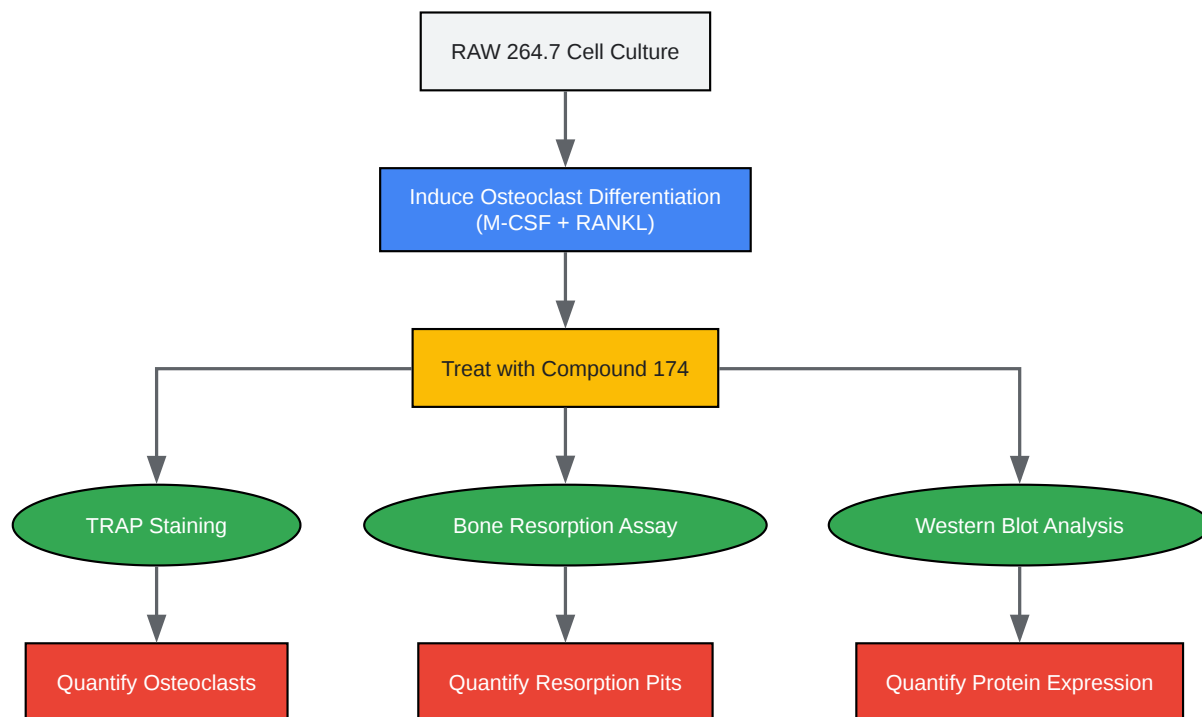 RAW 264.7 Cell Culture
Induce Osteoclast Differentiation
(M-CSF + RANKL)
Treat with Compound 174
TRAP Staining
Bone Resorption Assay
Western Blot Analysis
Quantify Osteoclasts
Quantify Resorption Pits
Quantify Protein Expression